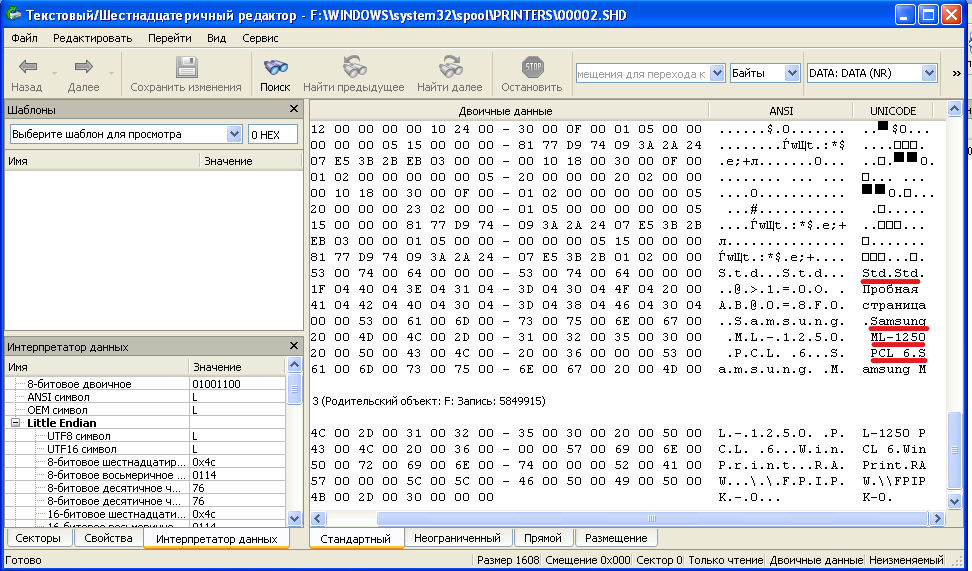 Текстовый/Шестнадцатеричный редактор - F:\WINDOWS\system32\spool\PRINTERS\00002.SHD
Файл Редактировать Перейти Вид Сервис
Назад Далее Сохранить изменения Поиск Найти предыдущее Найти далее Остановить
STOP
мещения для перехода к Байты DATA: DATA (NR) »
Шаблоны
Выберите шаблон для просмотра 0 HEX
Имя Значение
Интерпретатор данных
Имя Значение
8-битовое двоичное 01001100
ANSI символ L
OEM символ L
Little Endian
UTF8 символ L
UTF16 символ L
8-битовое шестнадцатир... 0x4c
8-битовое восьмеричное ... 0114
8-битовое десятичное ч... 76
8-битовое десятичное ч... 76
16-битовое шестнадцати... 0x4c
16-битовое восьмеричн... 0114
Секторы Свойства Интерпретатор данных
Двоичные данные ANSI UNICODE
12 00 00 00 00 10 24 00 - 30 00 0F 00 01 05 00 00 ......$.0....... ..■$0...
00 00 00 05 15 00 00 00 - 81 77 D9 74 09 3A 2A 24 ........ЃwЩt.:*$ ....□□□.
07 E5 3B 2B EB 03 00 00 - 00 10 18 00 30 00 0F 00 .е;+л.......0... ..□.■■0.
01 02 00 00 00 00 00 05 - 20 00 00 00 20 02 00 00 ........ ... ... □... ...
00 10 18 00 30 00 0F 00 - 01 02 00 00 00 00 00 05 ....0........... ■■0.□...
20 00 00 00 23 02 00 00 - 01 05 00 00 00 00 00 05 ...#........... .□.....
15 00 00 00 81 77 D9 74 - 09 3A 2A 24 07 E5 3B 2B ....ЃwЩt.:*$.е;+ ..□□□...
EB 03 00 00 01 05 00 00 - 00 00 00 05 15 00 00 00 л............... □.......
81 77 D9 74 09 3A 2A 24 - 07 E5 3B 2B 01 02 00 00 ЃwЩt.:*$.е;+.... □□□...□.
53 00 74 00 64 00 00 00 - 53 00 74 00 64 00 00 00 S.t.d...S.t.d... Std.Std.
1F 04 40 04 3E 04 31 04 - 3D 04 30 04 4F 04 20 00 ..@.>.1.=.0.O. . Пробная
41 04 42 04 40 04 30 04 - 3D 04 38 04 46 04 30 04 A.B.@.0.=.8.F.0. страница
00 00 53 00 61 00 6D 00 - 73 00 75 00 6E 00 67 00 ..S.a.m.s.u.n.g. .Samsung
20 00 4D 00 4C 00 2D 00 - 31 00 32 00 35 00 30 00 .M.L.-.1.2.5.0. ML-1250
20 00 50 00 43 00 4C 00 - 20 00 36 00 00 00 53 00 .P.C.L. .6...S. PCL 6.S
61 00 6D 00 73 00 75 00 - 6E 00 67 00 20 00 4D 00 a.m.s.u.n.g. .M. amsung M
3 (Родительский объект: F: Запись: 5849915)
4C 00 2D 00 31 00 32 00 - 35 00 30 00 20 00 50 00 L.-.1.2.5.0. .P. L-1250 P
43 00 4C 00 20 00 36 00 - 00 00 57 00 69 00 6E 00 C.L. .6...W.i.n. CL 6.Win
50 00 72 00 69 00 6E 00 - 74 00 00 00 52 00 41 00 P.r.i.n.t...R.A. Print.RA
57 00 00 00 5C 00 5C 00 - 46 00 50 00 49 00 50 00 W...\.\.F.P.I.P. W.\\FPIP
4B 00 2D 00 30 00 00 00 K.-.0... K-0.
Стандартный Неограниченный Прямой Размещение
Готово Размер 1608 Смещение 0x000 Сектор 0 Только чтение Двоичные данные Неизменяемый